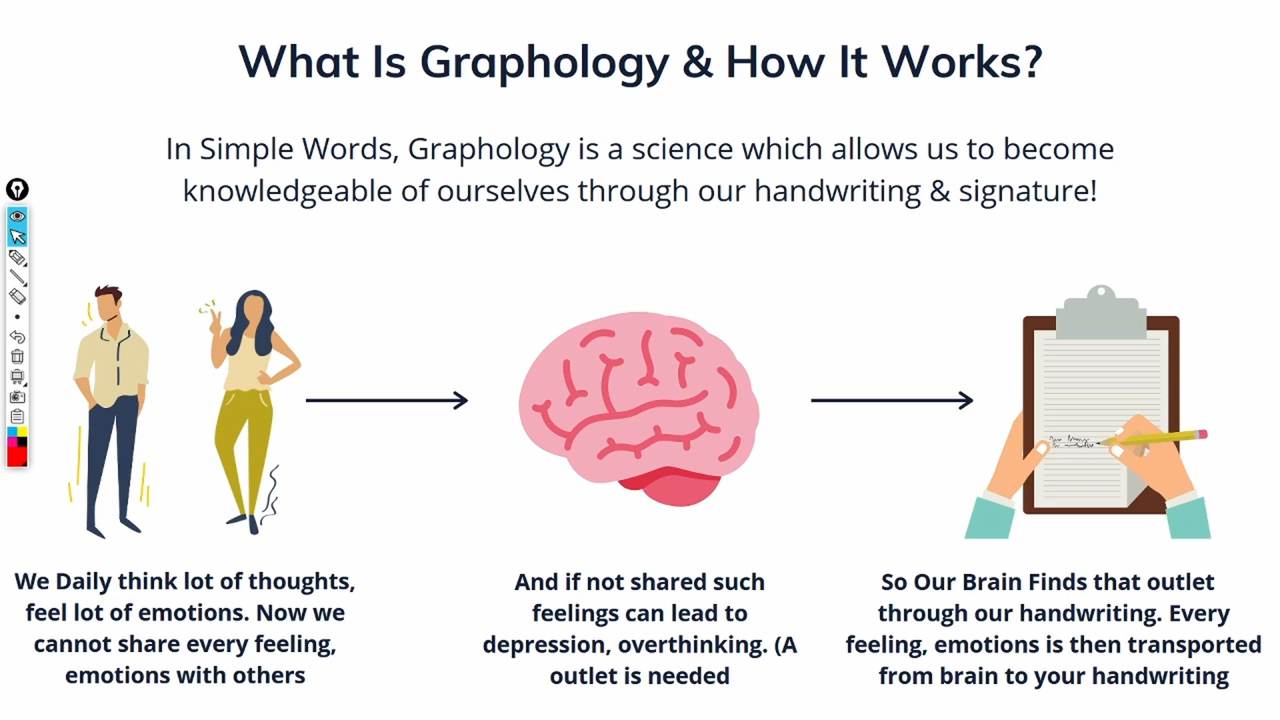 What Is Graphology & How It Works?
In Simple Words, Graphology is a science which allows us to become
knowledgeable of ourselves through our handwriting & signature!
We Daily think lot of thoughts,
feel lot of emotions. Now we
cannot share every feeling,
emotions with others
And if not shared such
feelings can lead to
depression, overthinking. (A
outlet is needed
So Our Brain Finds that outlet
through our handwriting. Every
feeling, emotions is then transported
from brain to your handwriting